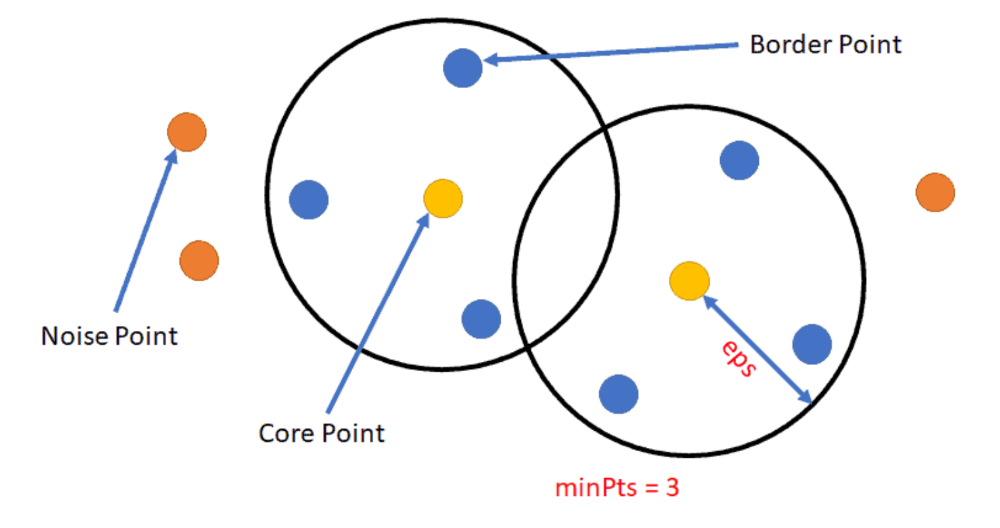 Border Point
Noise Point
eps
Core Point
minPts = 3